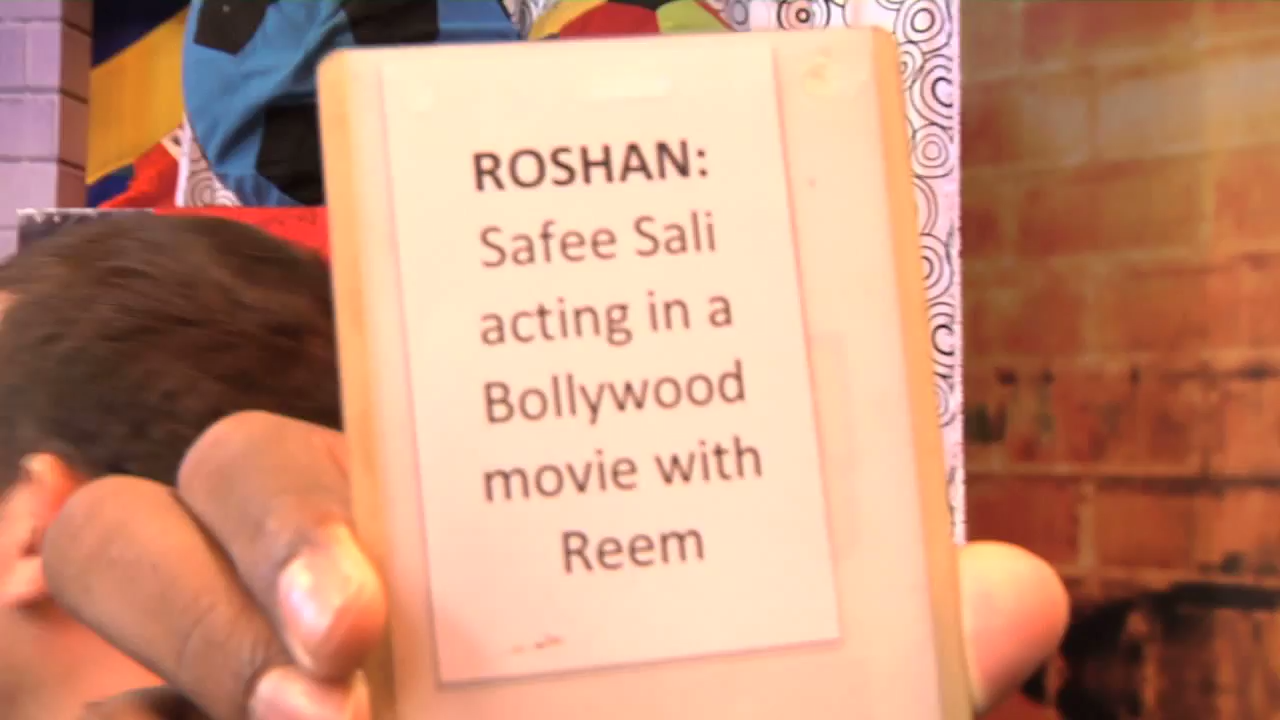 ROSHAN:
Safee Sali
acting in a
Bollywood
movie with
Reem